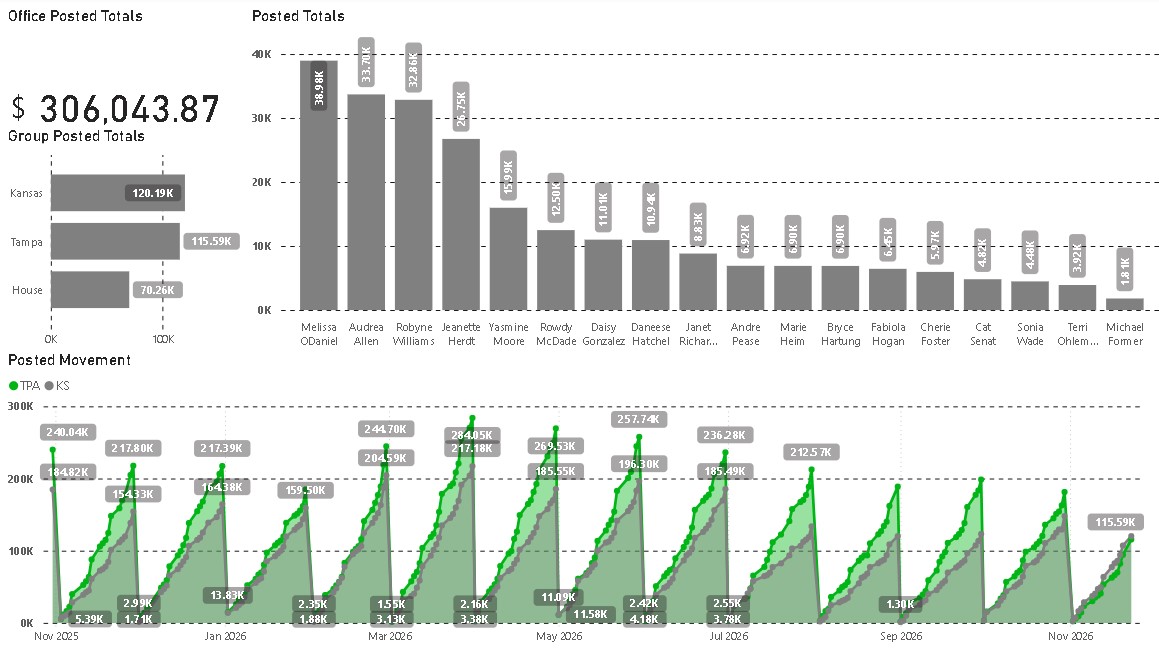 Office Posted Totals
$ 306,043.87
Group Posted Totals
Kansas 120.19K
Tampa 115.59K
House 70.26K
0K 100K
Posted Totals
40K
30K
20K
10K
0K
38.98K 33.70K 32.86K 26.75K 15.99K 12.50K 11.01K 10.94K 8.83K 6.92K 6.90K 6.90K 6.45K 5.97K 4.82K 4.48K 3.92K 1.81K
Melissa Audrea Robyne Jeanette Yasmine Rowdy Daisy Daneese Janet Andre Marie Bryce Fabiola Cherie Cat Sonia Terri Michael
ODaniel Allen Williams Herdt Moore McDade Gonzalez Hatchel Richar... Pease Heim Hartung Hogan Foster Senat Wade Ohlem... Former
Posted Movement
TPA KS
300K
200K
100K
0K
240.04K 217.80K 217.39K 244.70K 284.05K 269.53K 257.74K 236.28K 212.57K
184.82K 154.33K 164.38K 159.50K 204.59K 217.18K 185.55K 196.30K 185.49K 115.59K
2.99K 13.83K 2.35K 1.55K 2.16K 11.09K 2.42K 2.55K 1.30K
5.39K 1.71K 1.88K 3.13K 3.38K 11.58K 4.18K 3.78K
Nov 2025 Jan 2026 Mar 2026 May 2026 Jul 2026 Sep 2026 Nov 2026